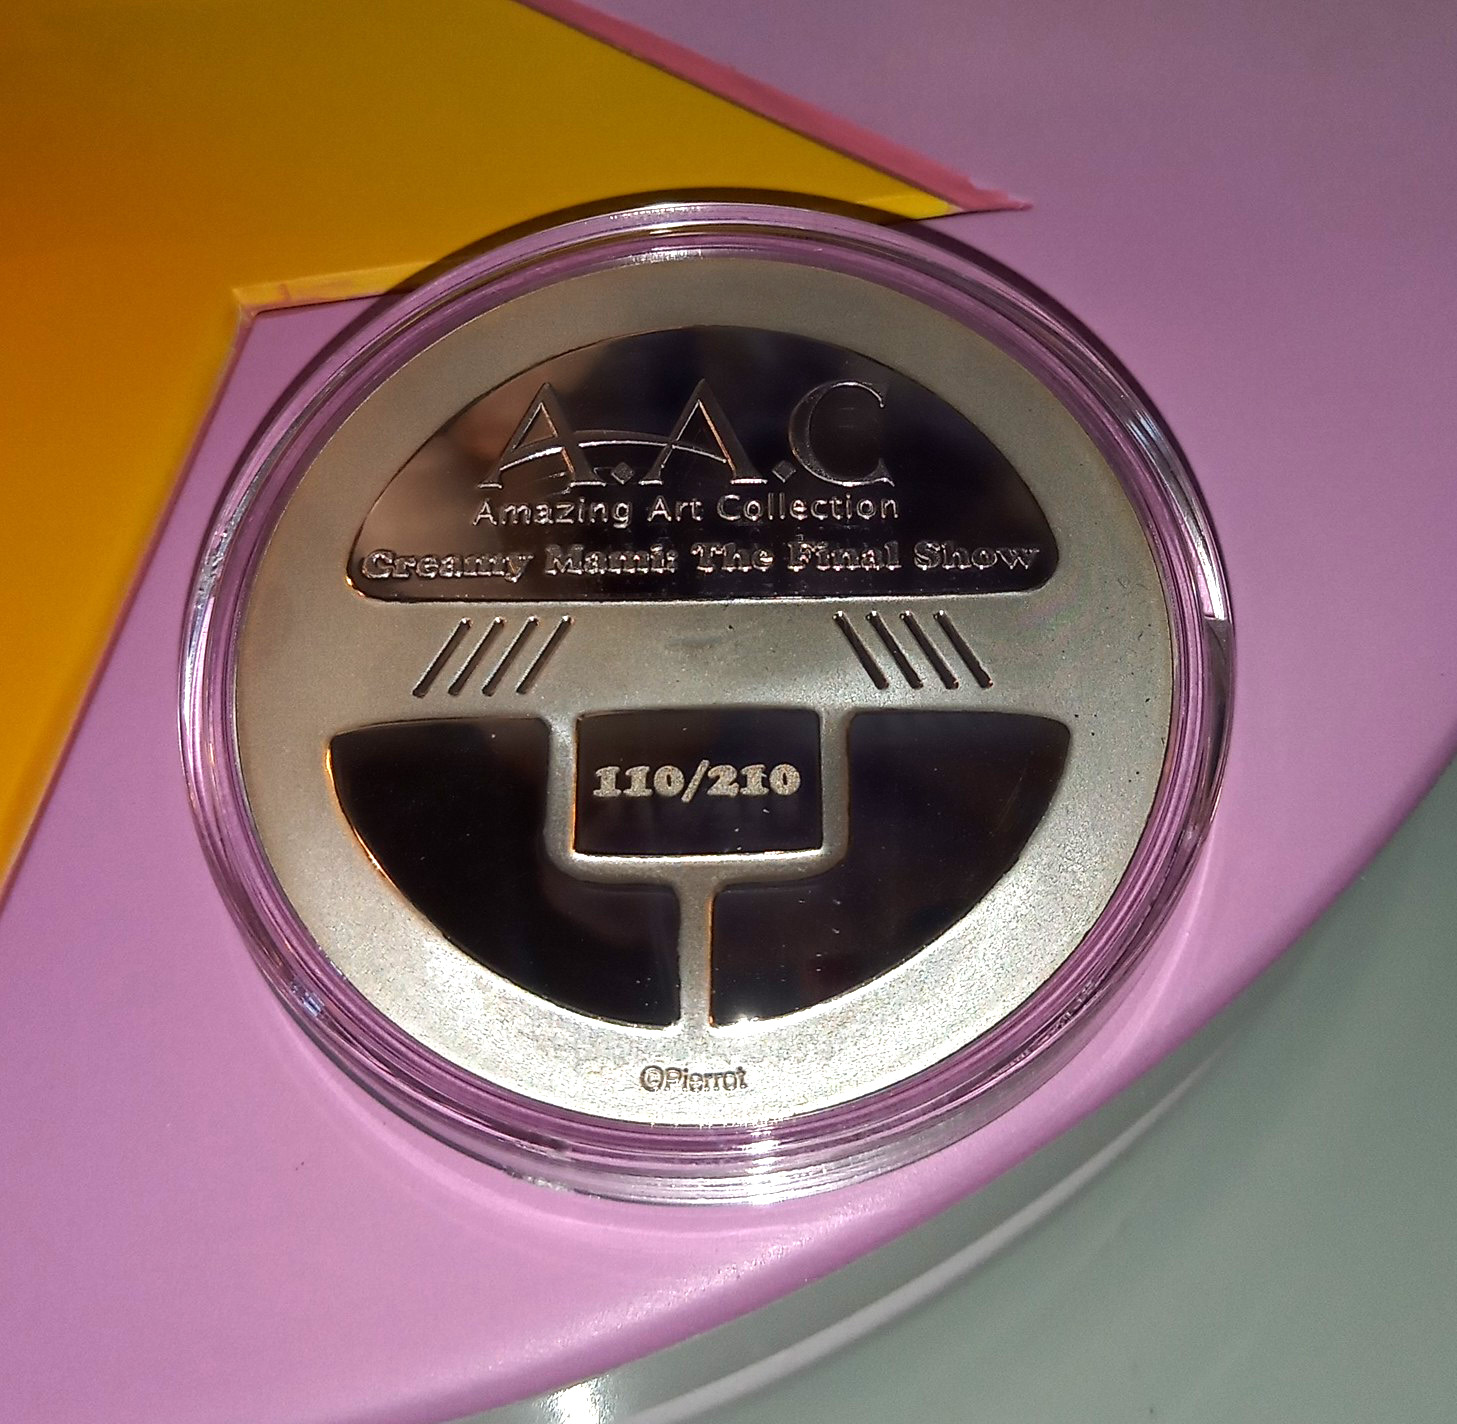 A.A.C
Amazing Art Collection
Creamy Mami: The Final Show
110/210
©Pierrot